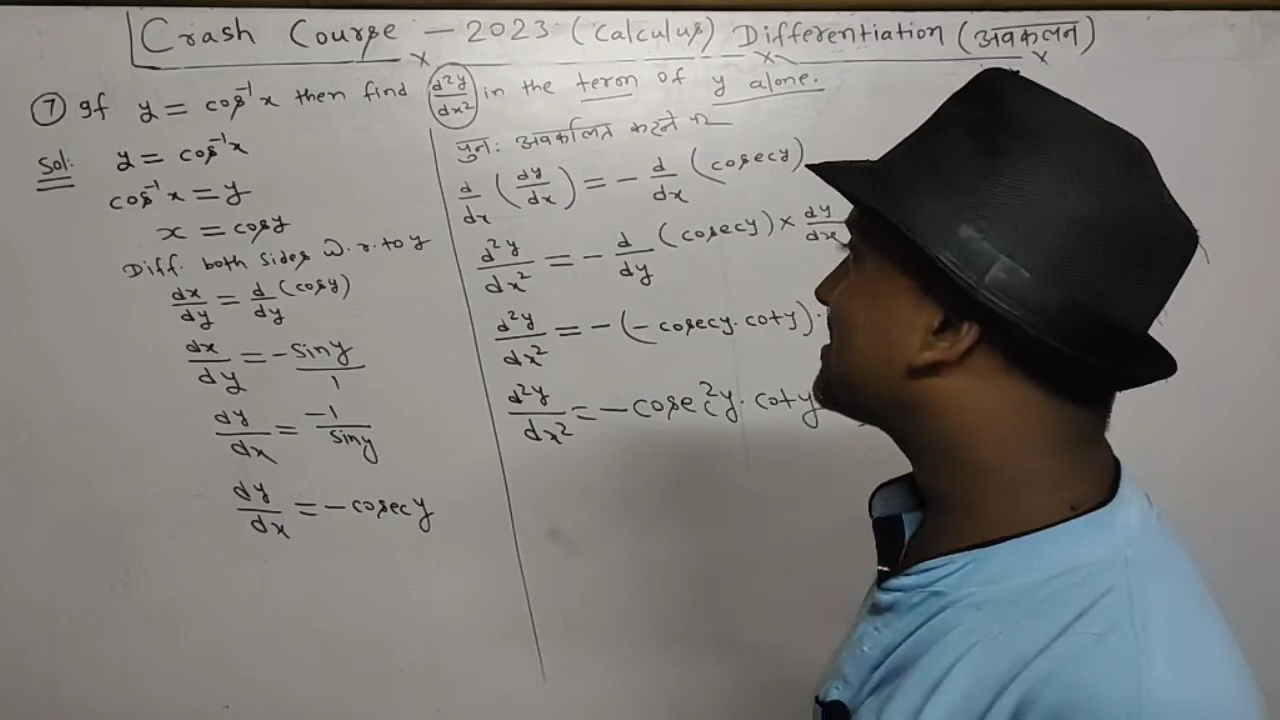 Crash Course - 2023 (Calculus) Differentiation (अवकलन)
⑦ If y = cos⁻¹x then find d²y/dx² in the term of y alone.
Sol: y = cos⁻¹x
cos⁻¹x = y
x = cosy
Diff. both sides w.r.to y
dx/dy = d/dy (cosy)
dx/dy = -siny/1
dy/dx = -1/siny
dy/dx = -cosecy
पुनः अवकलित करने पर
d/dx (dy/dx) = - d/dx (cosecy)
d²y/dx² = - d/dy (cosecy) × dy/dx
d²y/dx² = -(-cosecy.coty).
d²y/dx² = -cosec²y.coty